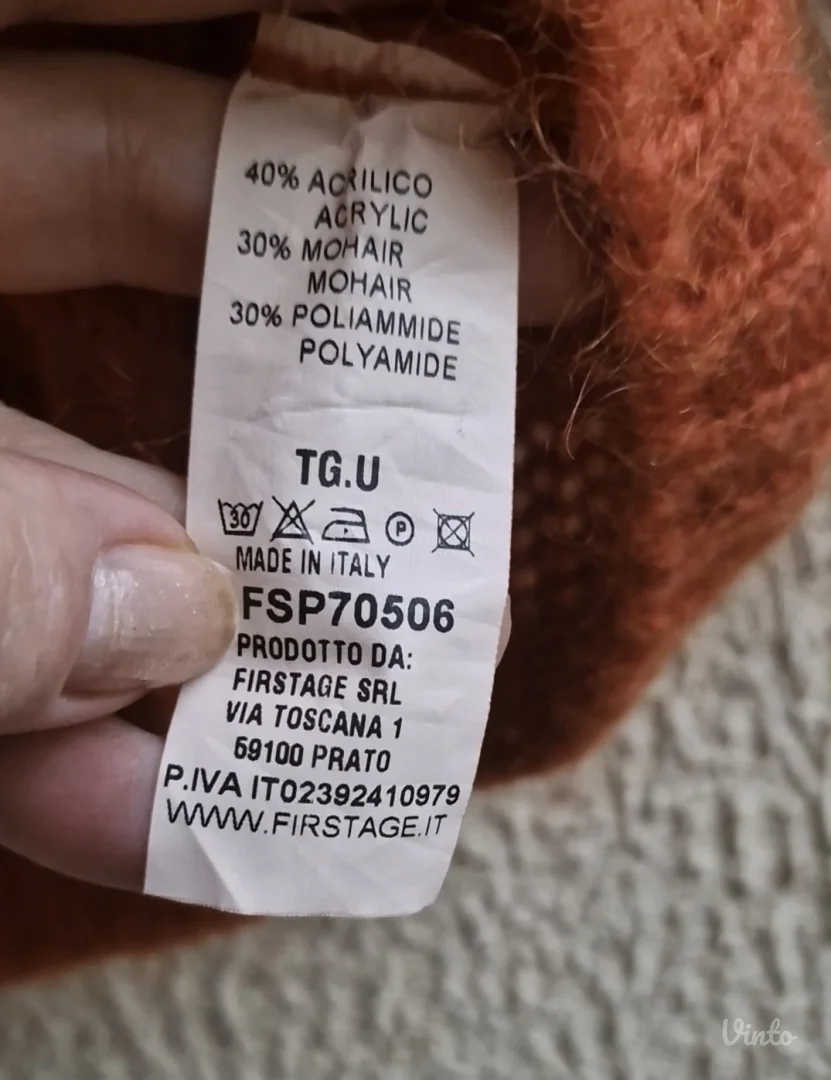 40% ACRILICO
ACRYLIC
30% MOHAIR
MOHAIR
30% POLIAMMIDE
POLYAMIDE
TG.U
30 P
MADE IN ITALY
FSP70506
PRODOTTO DA:
FIRSTAGE SRL
VIA TOSCANA 1
59100 PRATO
P.IVA IT02392410979
WWW.FIRSTAGE.IT
Vinto